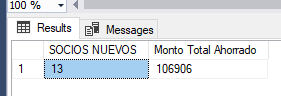 100 %
Results Messages
SOCIOS NUEVOS Monto Total Ahorrado
1 13 106906